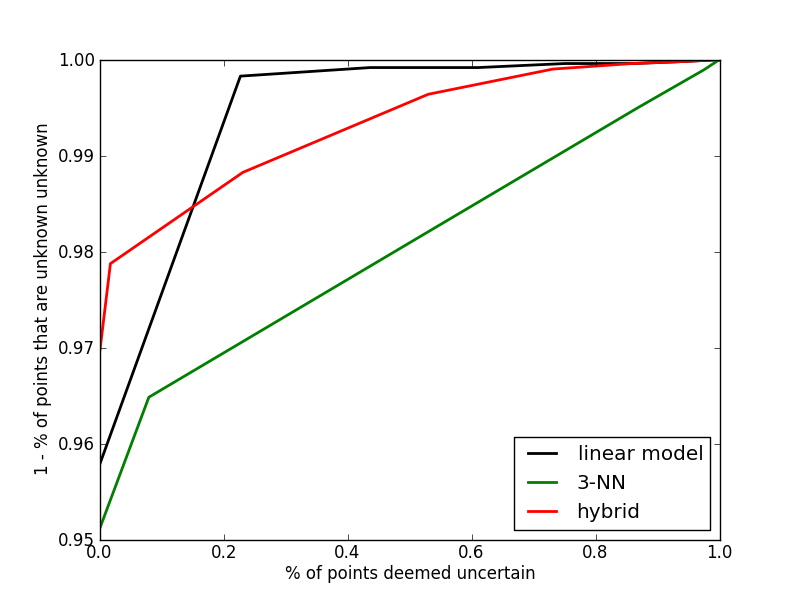 1.00
0.99
0.98
0.97
0.96
0.95
1 - % of points that are unknown unknown
linear model
3-NN
hybrid
0.0 0.2 0.4 0.6 0.8 1.0
% of points deemed uncertain